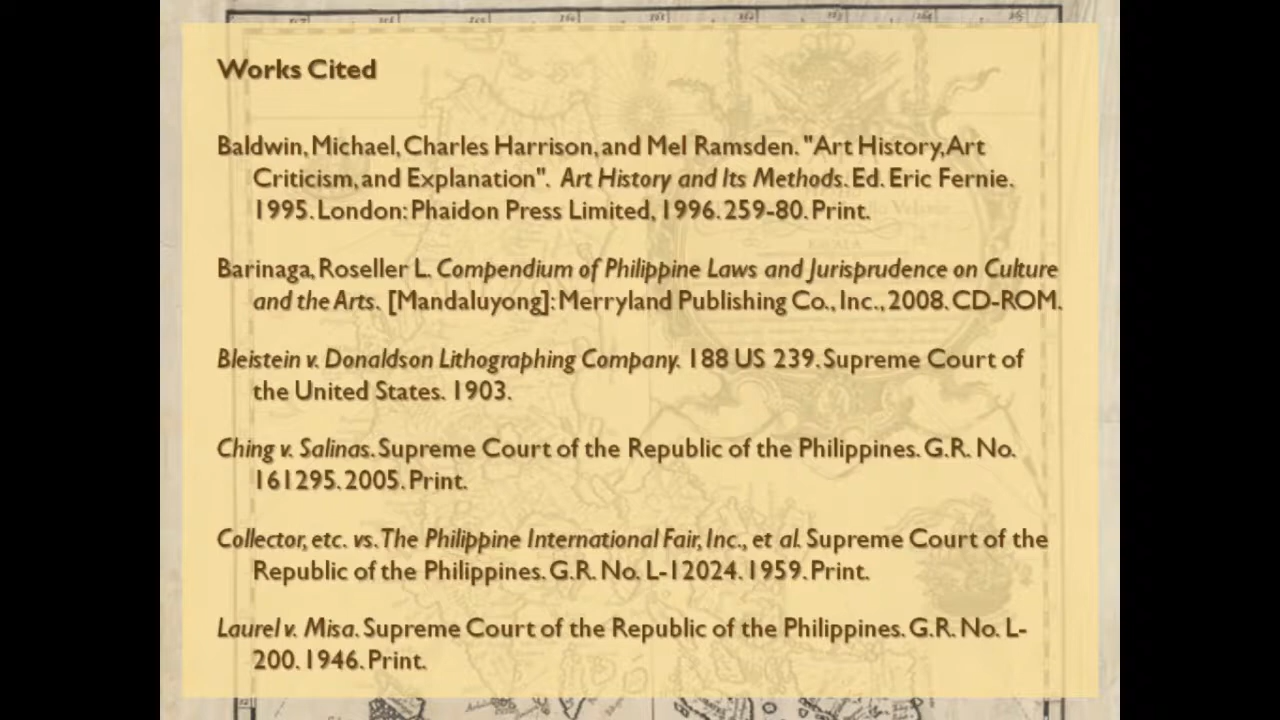 Works Cited
Baldwin, Michael, Charles Harrison, and Mel Ramsden. "Art History, Art
Criticism, and Explanation". Art History and Its Methods. Ed. Eric Fernie.
1995. London: Phaidon Press Limited, 1996. 259-80. Print.
Barinaga, Roseller L. Compendium of Philippine Laws and Jurisprudence on Culture
and the Arts. [Mandaluyong]: Merryland Publishing Co., Inc., 2008. CD-ROM.
Bleistein v. Donaldson Lithographing Company. 188 US 239. Supreme Court of
the United States. 1903.
Ching v. Salinas. Supreme Court of the Republic of the Philippines. G.R. No.
161295. 2005. Print.
Collector, etc. vs. The Philippine International Fair, Inc., et al. Supreme Court of the
Republic of the Philippines. G.R. No. L-12024. 1959. Print.
Laurel v. Misa. Supreme Court of the Republic of the Philippines. G.R. No. L-
200. 1946. Print.